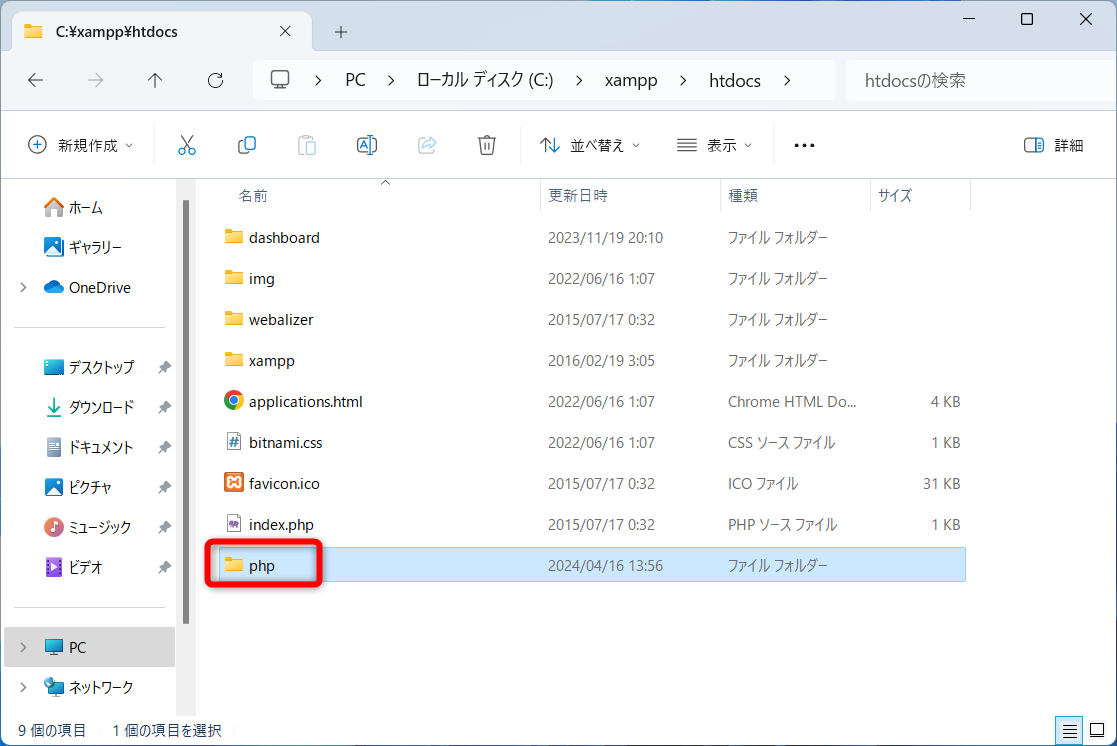 C:¥xampp¥htdocs
PC
ローカル ディスク (C:)
xampp
htdocs
htdocsの検索
新規作成
並べ替え
表示
詳細
ホーム
ギャラリー
OneDrive
デスクトップ
ダウンロード
ドキュメント
ピクチャ
ミュージック
ビデオ
PC
ネットワーク
名前 更新日時 種類 サイズ
dashboard 2023/11/19 20:10 ファイル フォルダー
img 2022/06/16 1:07 ファイル フォルダー
webalizer 2015/07/17 0:32 ファイル フォルダー
xampp 2016/02/19 3:05 ファイル フォルダー
applications.html 2022/06/16 1:07 Chrome HTML Do... 4 KB
bitnami.css 2022/06/16 1:07 CSS ソース ファイル 1 KB
favicon.ico 2015/07/17 0:32 ICO ファイル 31 KB
index.php 2015/07/17 0:32 PHP ソース ファイル 1 KB
php 2024/04/16 13:56 ファイル フォルダー
9 個の項目 1 個の項目を選択